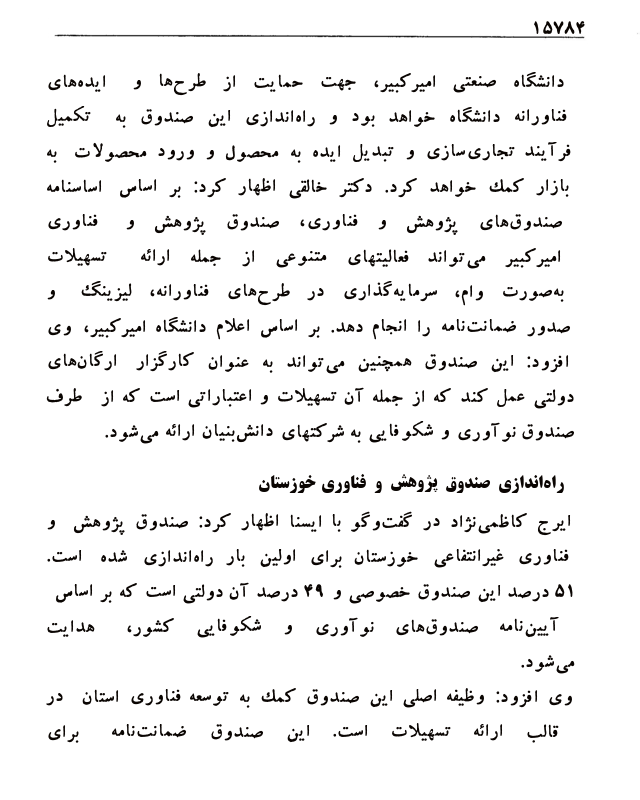 ۱۵۷۸۴
دانشگاه صنعتی امیرکبیر، جهت حمایت از طرح‌ها و ایده‌های
فناورانه دانشگاه خواهد بود و راه‌اندازی این صندوق به تکمیل
فرآیند تجاری‌سازی و تبدیل ایده به محصول و ورود محصولات به
بازار کمك خواهد کرد. دکتر خالقی اظهار کرد: بر اساس اساسنامه
صندوق‌های پژوهش و فناوری، صندوق پژوهش و فناوری
امیرکبیر می‌تواند فعالیتهای متنوعی از جمله ارائه تسهیلات
به‌صورت وام، سرمایه‌گذاری در طرح‌های فناورانه، لیزینگ و
صدور ضمانت‌نامه را انجام دهد. بر اساس اعلام دانشگاه امیرکبیر، وی
افزود: این صندوق همچنین می‌تواند به عنوان کارگزار ارگان‌های
دولتی عمل کند که از جمله آن تسهیلات و اعتباراتی است که از طرف
صندوق نوآوری و شکوفایی به شرکتهای دانش‌بنیان ارائه می‌شود.
راه‌اندازی صندوق پژوهش و فناوری خوزستان
ایرج کاظمی‌نژاد در گفت‌وگو با ایسنا اظهار کرد: صندوق پژوهش و
فناوری غیرانتفاعی خوزستان برای اولین بار راه‌اندازی شده است.
۵۱ درصد این صندوق خصوصی و ۴۹ درصد آن دولتی است که بر اساس
آیین‌نامه صندوق‌های نوآوری و شکوفایی کشور، هدایت
می‌شود.
وی افزود: وظیفه اصلی این صندوق کمك به توسعه فناوری استان در
قالب ارائه تسهیلات است. این صندوق ضمانت‌نامه برای